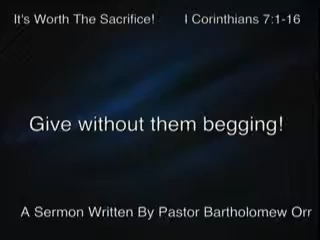 It's Worth The Sacrifice! I Corinthians 7:1-16
Give without them begging!
A Sermon Written By Pastor Bartholomew Orr